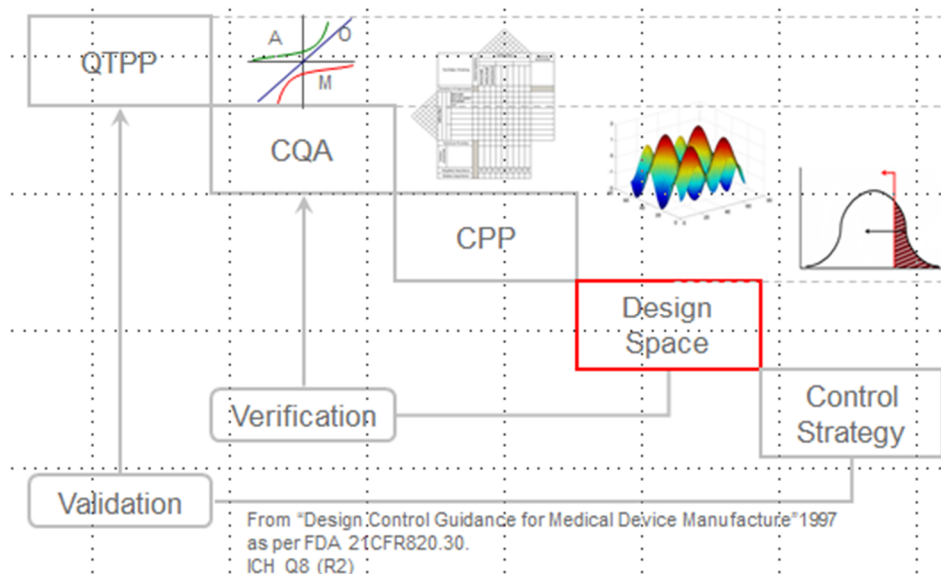 QTPP
A
O
M
CQA
CPP
Design
Space
Verification
Control
Strategy
Validation
From “Design Control Guidance for Medical Device Manufacture”1997
as per FDA 21CFR820.30.
ICH Q8 (R2)